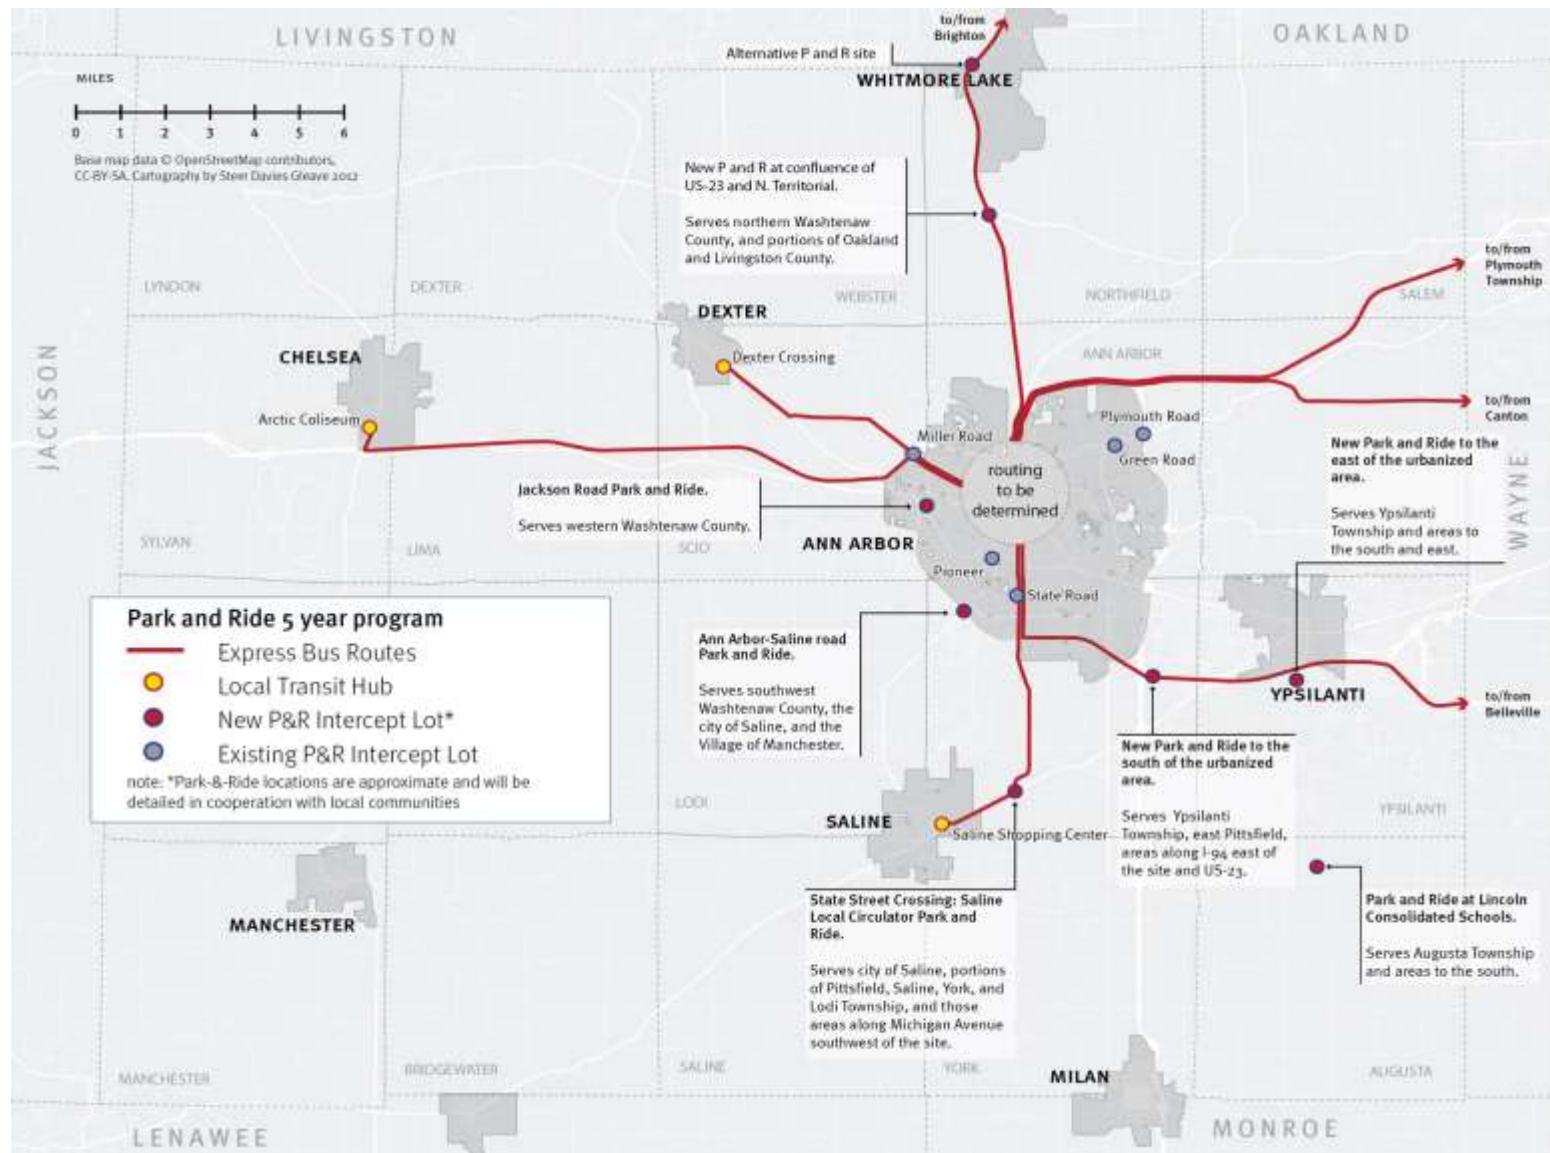 LIVINGSTON
OAKLAND
to/from
Brighton
Alternative P and R site
WHITMORE LAKE
MILES
0 1 2 3 4 5 6
Base map data © OpenStreetMap contributors,
CC-BY-SA. Cartography by Steer Davies Gleave 2012
New P and R at confluence of
US-23 and N. Territorial.
Serves northern Washtenaw
County, and portions of Oakland
and Livingston County.
to/from
Plymouth
Township
LYNDON
DEXTER
WEBSTER
NORTHFIELD
SALEM
DEXTER
Dexter Crossing
CHELSEA
Arctic Coliseum
JACKSON
ANN ARBOR
to/from
Canton
Plymouth Road
Green Road
Miller Road
routing
to be
determined
New Park and Ride to the
east of the urbanized
area.
Serves Ypsilanti
Township and areas to
the south and east.
WAYNE
Jackson Road Park and Ride.
Serves western Washtenaw County.
SYLVAN
LIMA
SCIO
ANN ARBOR
Pioneer
State Road
Park and Ride 5 year program
Express Bus Routes
Local Transit Hub
New P&R Intercept Lot*
Existing P&R Intercept Lot
note: *Park-&-Ride locations are approximate and will be
detailed in cooperation with local communities
Ann Arbor-Saline road
Park and Ride.
Serves southwest
Washtenaw County, the
city of Saline, and the
Village of Manchester.
YPSILANTI
to/from
Belleville
New Park and Ride to the
south of the urbanized
area.
Serves Ypsilanti
Township, east Pittsfield,
areas along I-94 east of
the site and US-23.
LODI
YPSILANTI
SALINE
Saline Shopping Center
MANCHESTER
State Street Crossing: Saline
Local Circulator Park and
Ride.
Serves city of Saline, portions
of Pittsfield, Saline, York, and
Lodi Township, and those
areas along Michigan Avenue
southwest of the site.
Park and Ride at Lincoln
Consolidated Schools.
Serves Augusta Township
and areas to the south.
MANCHESTER
BRIDGEWATER
SALINE
YORK
MILAN
AUGUSTA
LENAWEE
MONROE